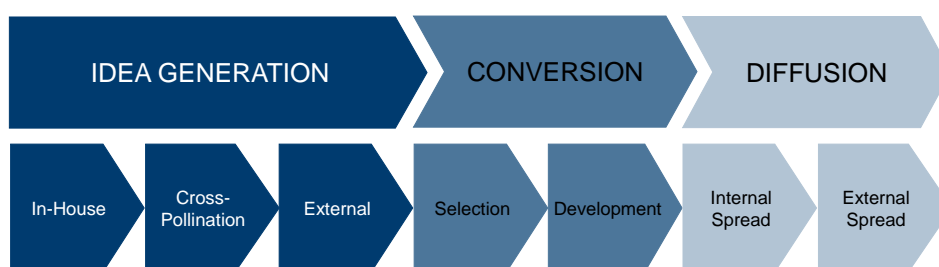 IDEA GENERATION
CONVERSION
DIFFUSION
In-House
Cross-
Pollination
External
Selection
Development
Internal
Spread
External
Spread